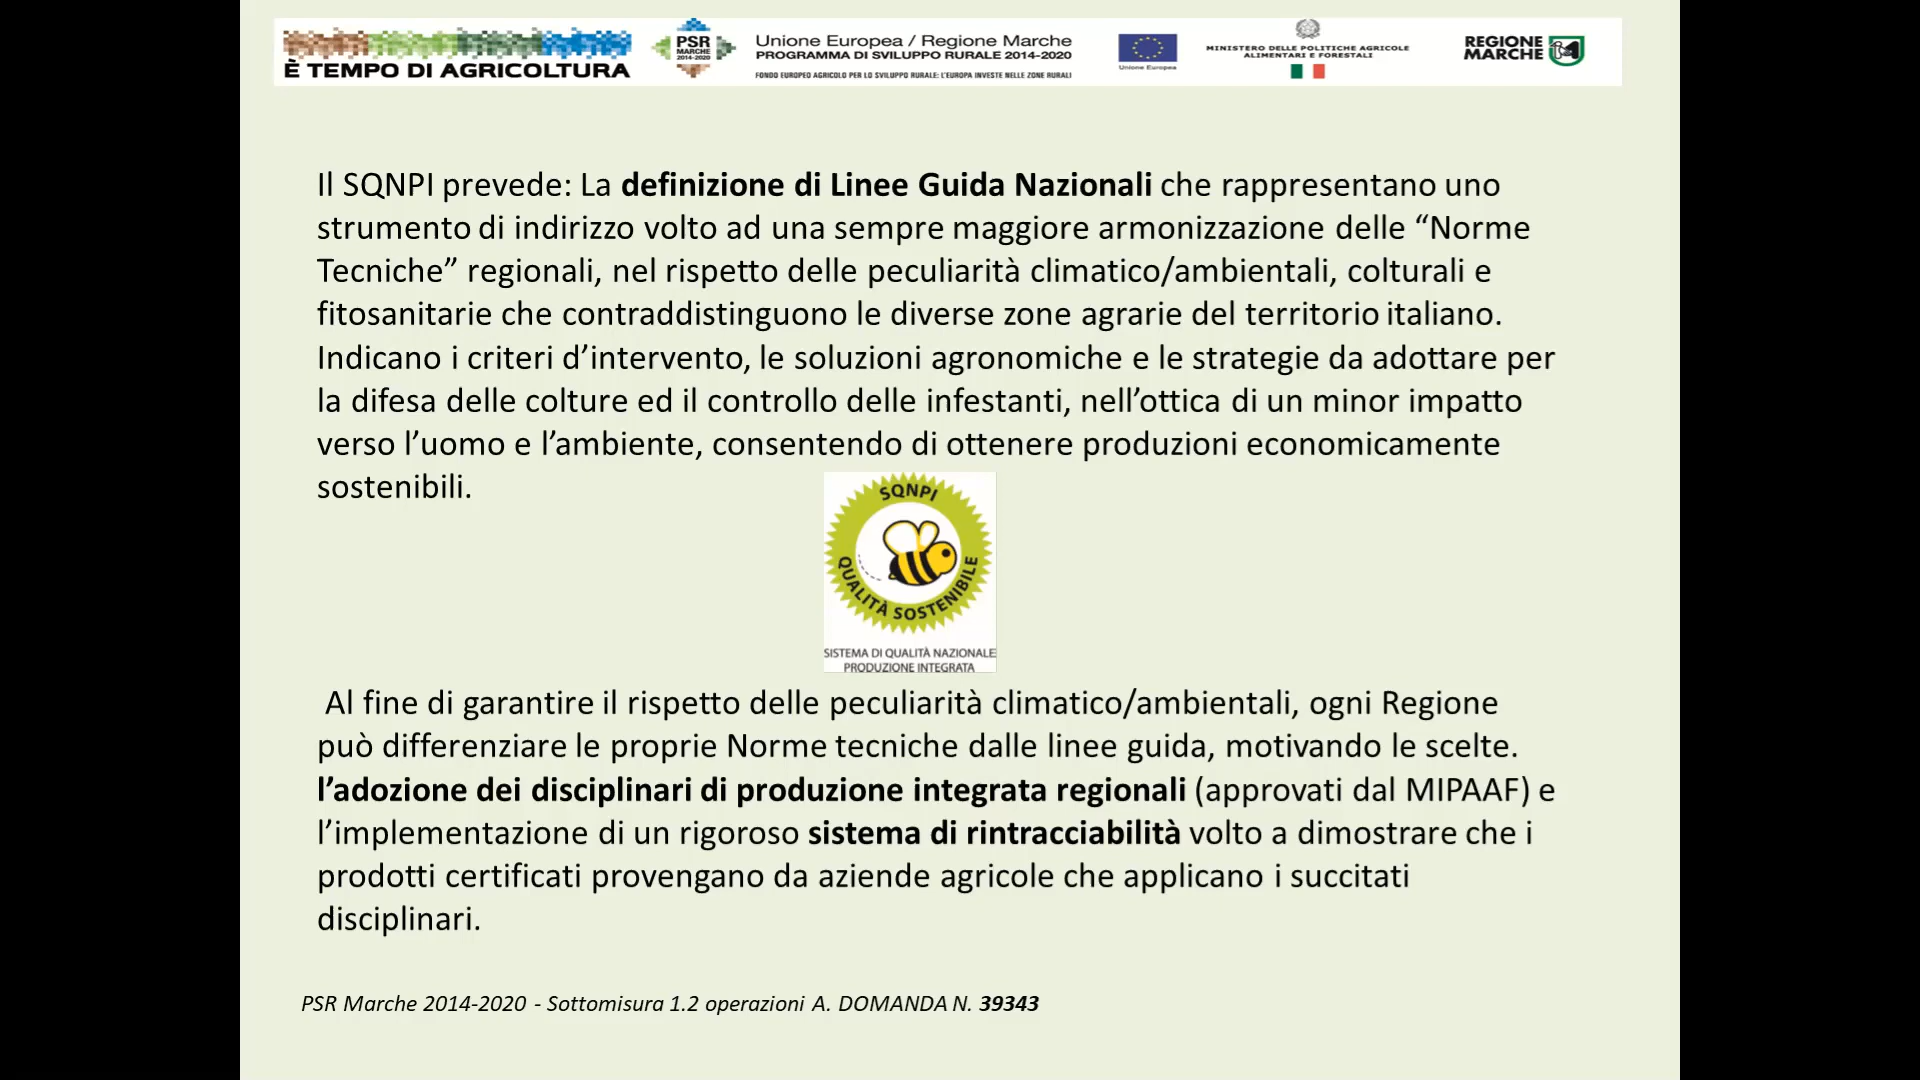 È TEMPO DI AGRICOLTURA
PSR
MARCHE
2014-2020
Unione Europea / Regione Marche
PROGRAMMA DI SVILUPPO RURALE 2014-2020
FONDO EUROPEO AGRICOLO PER LO SVILUPPO RURALE: L'EUROPA INVESTE NELLE ZONE RURALI
Unione Europea
MINISTERO DELLE POLITICHE AGRICOLE
ALIMENTARI E FORESTALI
REGIONE
MARCHE
Il SQNPI prevede: La definizione di Linee Guida Nazionali che rappresentano uno
strumento di indirizzo volto ad una sempre maggiore armonizzazione delle “Norme
Tecniche” regionali, nel rispetto delle peculiarità climatico/ambientali, colturali e
fitosanitarie che contraddistinguono le diverse zone agrarie del territorio italiano.
Indicano i criteri d’intervento, le soluzioni agronomiche e le strategie da adottare per
la difesa delle colture ed il controllo delle infestanti, nell’ottica di un minor impatto
verso l’uomo e l’ambiente, consentendo di ottenere produzioni economicamente
sostenibili.
SQNPI
QUALITÀ SOSTENIBILE
SISTEMA DI QUALITÀ NAZIONALE
PRODUZIONE INTEGRATA
Al fine di garantire il rispetto delle peculiarità climatico/ambientali, ogni Regione
può differenziare le proprie Norme tecniche dalle linee guida, motivando le scelte.
l’adozione dei disciplinari di produzione integrata regionali (approvati dal MIPAAF) e
l’implementazione di un rigoroso sistema di rintracciabilità volto a dimostrare che i
prodotti certificati provengano da aziende agricole che applicano i succitati
disciplinari.
PSR Marche 2014-2020 - Sottomisura 1.2 operazioni A. DOMANDA N. 39343